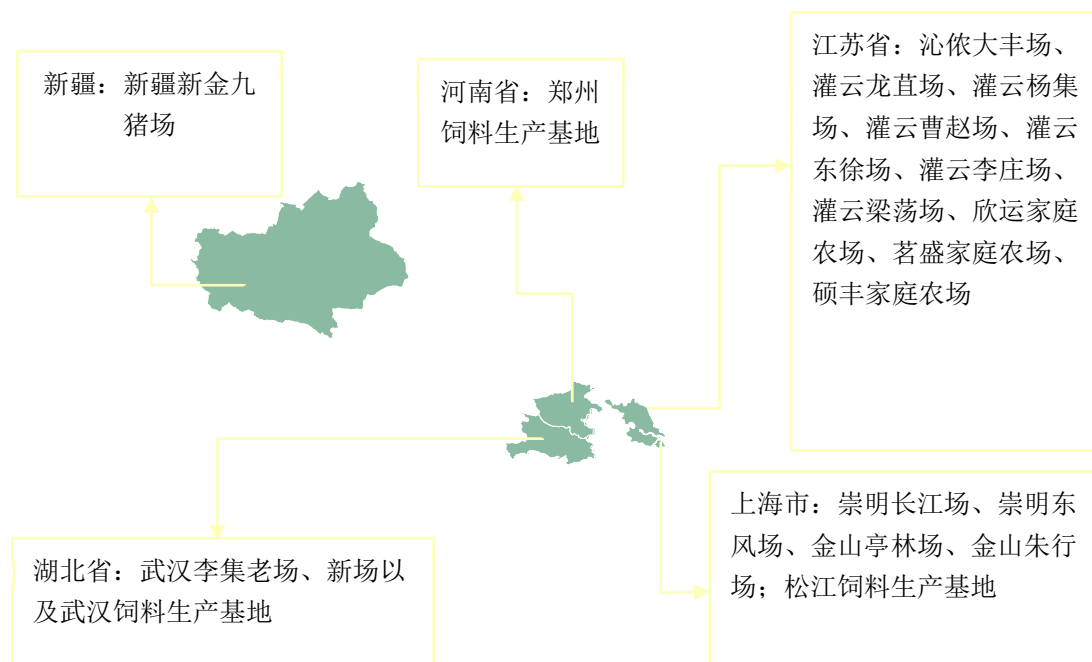 新疆：新疆新金九
猪场
河南省：郑州
饲料生产基地
江苏省：沁侬大丰场、
灌云龙苴场、灌云杨集
场、灌云曹赵场、灌云
东徐场、灌云李庄场、
灌云梁荡场、欣运家庭
农场、茗盛家庭农场、
硕丰家庭农场
湖北省：武汉李集老场、新场以
及武汉饲料生产基地
上海市：崇明长江场、崇明东
风场、金山亭林场、金山朱行
场；松江饲料生产基地